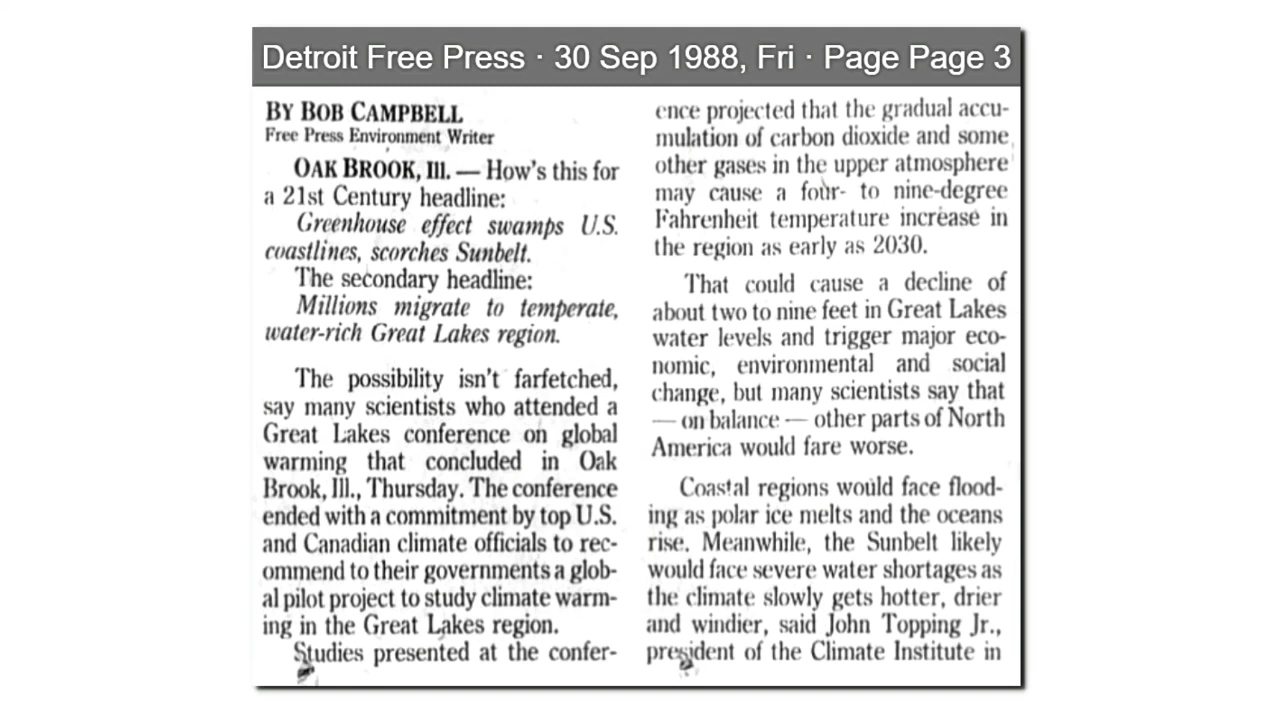 Detroit Free Press · 30 Sep 1988, Fri · Page Page 3
BY BOB CAMPBELL
Free Press Environment Writer
OAK BROOK, Ill. — How's this for
a 21st Century headline:
Greenhouse effect swamps U.S.
coastlines, scorches Sunbelt.
The secondary headline:
Millions migrate to temperate,
water-rich Great Lakes region.
The possibility isn't farfetched,
say many scientists who attended a
Great Lakes conference on global
warming that concluded in Oak
Brook, Ill., Thursday. The conference
ended with a commitment by top U.S.
and Canadian climate officials to rec-
ommend to their governments a glob-
al pilot project to study climate warm-
ing in the Great Lakes region.
Studies presented at the confer-
ence projected that the gradual accu-
mulation of carbon dioxide and some
other gases in the upper atmosphere
may cause a four- to nine-degree
Fahrenheit temperature increase in
the region as early as 2030.
That could cause a decline of
about two to nine feet in Great Lakes
water levels and trigger major eco-
nomic, environmental and social
change, but many scientists say that
— on balance — other parts of North
America would fare worse.
Coastal regions would face flood-
ing as polar ice melts and the oceans
rise. Meanwhile, the Sunbelt likely
would face severe water shortages as
the climate slowly gets hotter, drier
and windier, said John Topping Jr.,
president of the Climate Institute in